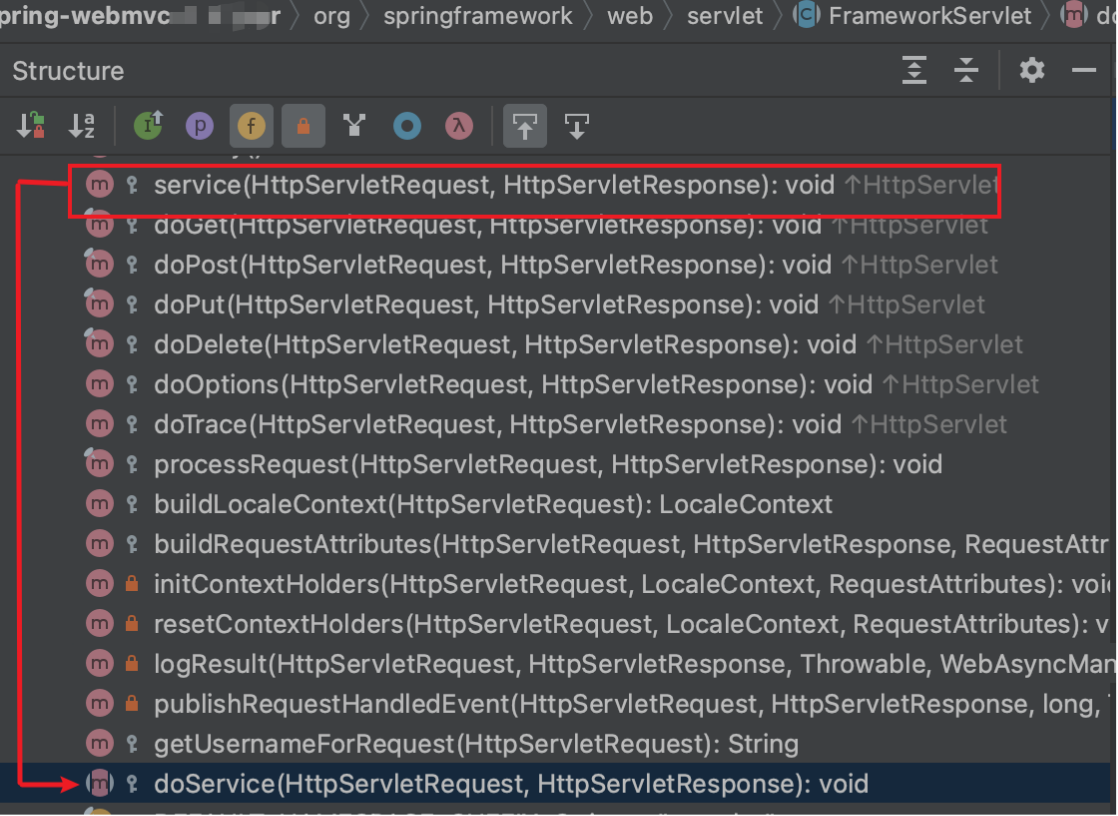 pring-webmvc r org springframework web servlet C FrameworkServlet m do
Structure
a z I p f λ
m service(HttpServletRequest, HttpServletResponse): void ↑HttpServlet
m doGet(HttpServletRequest, HttpServletResponse): void ↑HttpServlet
m doPost(HttpServletRequest, HttpServletResponse): void ↑HttpServlet
m doPut(HttpServletRequest, HttpServletResponse): void ↑HttpServlet
m doDelete(HttpServletRequest, HttpServletResponse): void ↑HttpServlet
m doOptions(HttpServletRequest, HttpServletResponse): void ↑HttpServlet
m doTrace(HttpServletRequest, HttpServletResponse): void ↑HttpServlet
m processRequest(HttpServletRequest, HttpServletResponse): void
m buildLocaleContext(HttpServletRequest): LocaleContext
m buildRequestAttributes(HttpServletRequest, HttpServletResponse, RequestAttr
m initContextHolders(HttpServletRequest, LocaleContext, RequestAttributes): voi
m resetContextHolders(HttpServletRequest, LocaleContext, RequestAttributes): v
m logResult(HttpServletRequest, HttpServletResponse, Throwable, WebAsyncMan
m publishRequestHandledEvent(HttpServletRequest, HttpServletResponse, long,
m getUsernameForRequest(HttpServletRequest): String
m doService(HttpServletRequest, HttpServletResponse): void